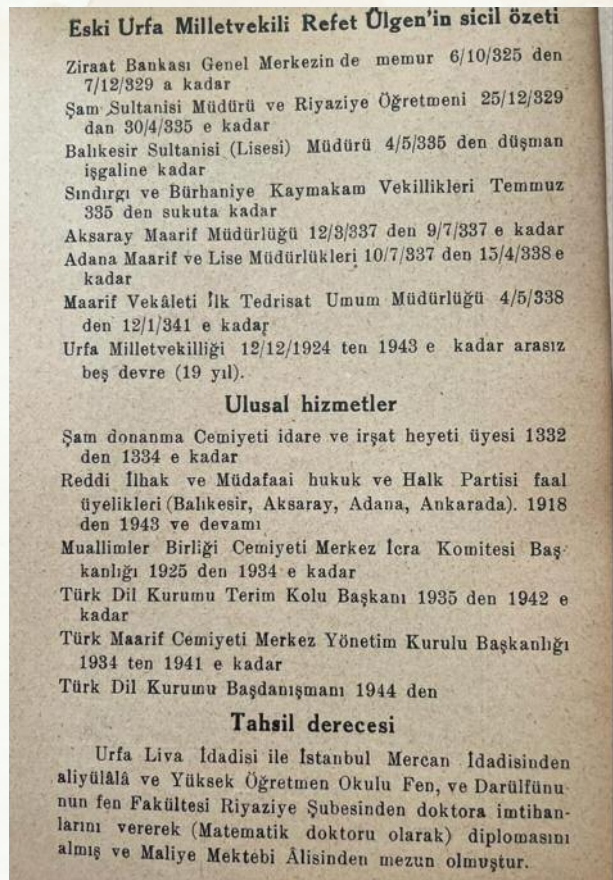 Eski Urfa Milletvekili Refet Ülgen'in sicil özeti
Ziraat Bankası Genel Merkezinde memur 6/10/325 den
7/12/329 a kadar
Şam Sultanisi Müdürü ve Riyaziye Öğretmeni 25/12/329
dan 30/4/335 e kadar
Balıkesir Sultanisi (Lisesi) Müdürü 4/5/335 den düşman
işgaline kadar
Sındırgı ve Bürhaniye Kaymakam Vekillikleri Temmuz
335 den sukuta kadar
Aksaray Maarif Müdürlüğü 12/3/337 den 9/7/337 e kadar
Adana Maarif ve Lise Müdürlükleri 10/7/337 den 15/4/338 e
kadar
Maarif Vekâleti İlk Tedrisat Umum Müdürlüğü 4/5/338
den 12/1/341 e kadar
Urfa Milletvekilliği 12/12/1924 ten 1943 e kadar arasız
beş devre (19 yıl).
Ulusal hizmetler
Şam donanma Cemiyeti idare ve irşat heyeti üyesi 1332
den 1334 e kadar
Reddi İlhak ve Müdafaai hukuk ve Halk Partisi faal
üyelikleri (Balıkesir, Aksaray, Adana, Ankarada). 1918
den 1943 ve devamı
Muallimler Birliği Cemiyeti Merkez İcra Komitesi Baş-
kanlığı 1925 den 1934 e kadar
Türk Dil Kurumu Terim Kolu Başkanı 1935 den 1942 e
kadar
Türk Maarif Cemiyeti Merkez Yönetim Kurulu Başkanlığı
1934 ten 1941 e kadar
Türk Dil Kurumu Başdanışmanı 1944 den
Tahsil derecesi
Urfa Liva İdadisi ile İstanbul Mercan İdadisinden
aliyülâlâ ve Yüksek Öğretmen Okulu Fen, ve Darülfünu-
nun fen Fakültesi Riyaziye Şubesinden doktora imtihan-
larını vererek (Matematik doktoru olarak) diplomasını
almış ve Maliye Mektebi Âlisinden mezun olmuştur.